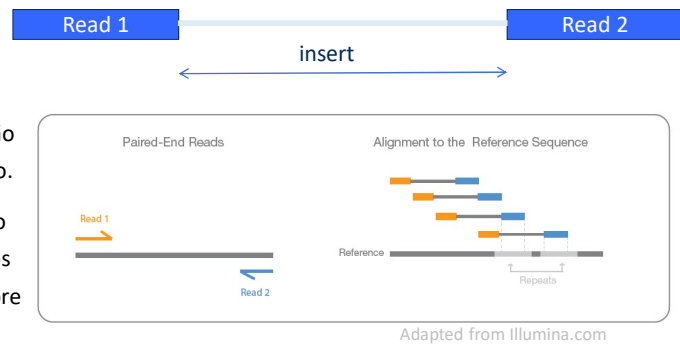 Read 1
Read 2
insert
Paired-End Reads
Alignment to the Reference Sequence
Read 1
Read 2
Reference
Repeats
Adapted from Illumina.com